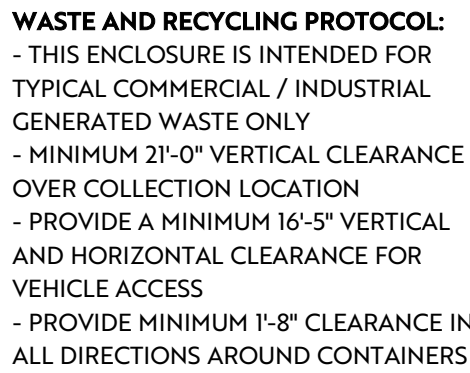 WASTE AND RECYCLING PROTOCOL:
- THIS ENCLOSURE IS INTENDED FOR
TYPICAL COMMERCIAL / INDUSTRIAL
GENERATED WASTE ONLY
- MINIMUM 21'-0" VERTICAL CLEARANCE
OVER COLLECTION LOCATION
- PROVIDE A MINIMUM 16'-5" VERTICAL
AND HORIZONTAL CLEARANCE FOR
VEHICLE ACCESS
- PROVIDE MINIMUM 1'-8" CLEARANCE IN
ALL DIRECTIONS AROUND CONTAINERS